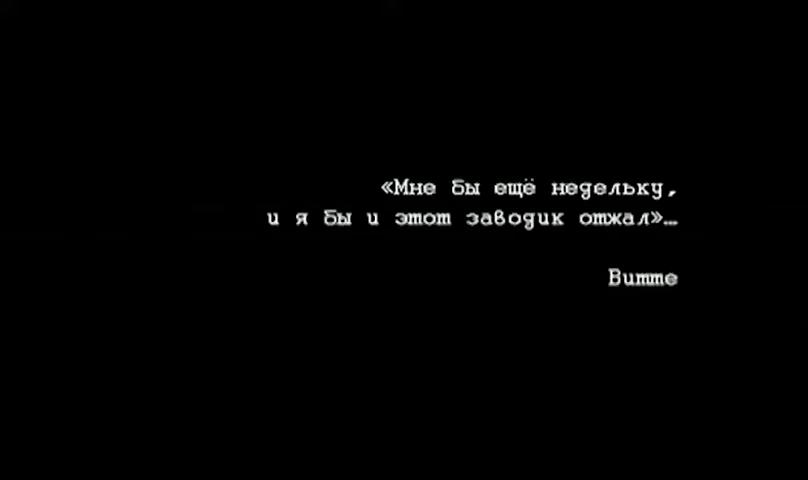 «Мне бы ещё недельку,
и я бы и этот заводик отжал»…
Витте